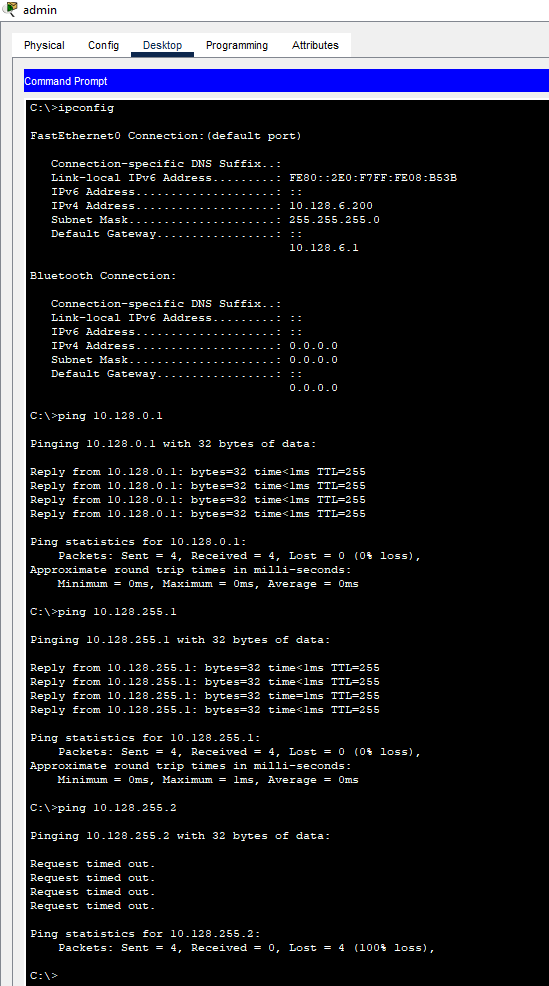 admin
Physical Config Desktop Programming Attributes
Command Prompt
C:\>ipconfig
FastEthernet0 Connection:(default port)
Connection-specific DNS Suffix..:
Link-local IPv6 Address.........: FE80::2E0:F7FF:FE08:B53B
IPv6 Address....................: ::
IPv4 Address....................: 10.128.6.200
Subnet Mask.....................: 255.255.255.0
Default Gateway.................: ::
10.128.6.1
Bluetooth Connection:
Connection-specific DNS Suffix..:
Link-local IPv6 Address.........: ::
IPv6 Address....................: ::
IPv4 Address....................: 0.0.0.0
Subnet Mask.....................: 0.0.0.0
Default Gateway.................: ::
0.0.0.0
C:\>ping 10.128.0.1
Pinging 10.128.0.1 with 32 bytes of data:
Reply from 10.128.0.1: bytes=32 time<1ms TTL=255
Reply from 10.128.0.1: bytes=32 time<1ms TTL=255
Reply from 10.128.0.1: bytes=32 time<1ms TTL=255
Reply from 10.128.0.1: bytes=32 time<1ms TTL=255
Ping statistics for 10.128.0.1:
Packets: Sent = 4, Received = 4, Lost = 0 (0% loss),
Approximate round trip times in milli-seconds:
Minimum = 0ms, Maximum = 0ms, Average = 0ms
C:\>ping 10.128.255.1
Pinging 10.128.255.1 with 32 bytes of data:
Reply from 10.128.255.1: bytes=32 time<1ms TTL=255
Reply from 10.128.255.1: bytes=32 time<1ms TTL=255
Reply from 10.128.255.1: bytes=32 time=1ms TTL=255
Reply from 10.128.255.1: bytes=32 time<1ms TTL=255
Ping statistics for 10.128.255.1:
Packets: Sent = 4, Received = 4, Lost = 0 (0% loss),
Approximate round trip times in milli-seconds:
Minimum = 0ms, Maximum = 1ms, Average = 0ms
C:\>ping 10.128.255.2
Pinging 10.128.255.2 with 32 bytes of data:
Request timed out.
Request timed out.
Request timed out.
Request timed out.
Ping statistics for 10.128.255.2:
Packets: Sent = 4, Received = 0, Lost = 4 (100% loss),
C:\>